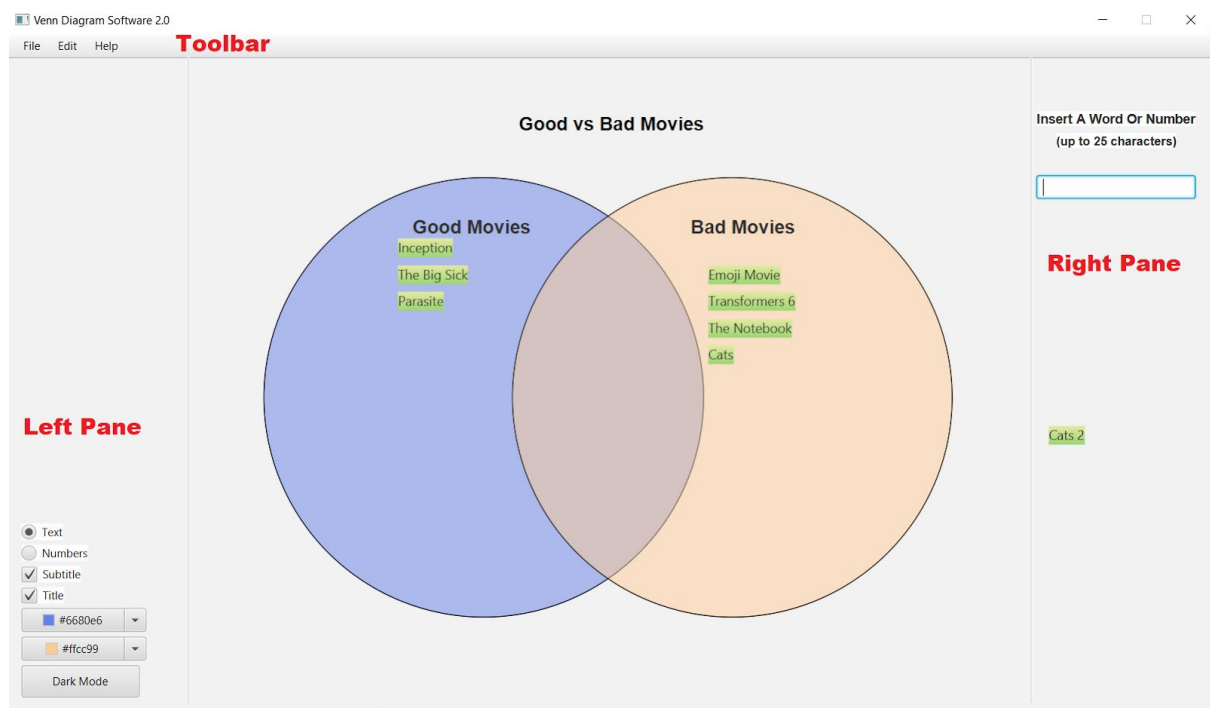 Venn Diagram Software 2.0
File Edit Help Toolbar
Good vs Bad Movies
Good Movies
Inception
The Big Sick
Parasite
Bad Movies
Emoji Movie
Transformers 6
The Notebook
Cats
Insert A Word Or Number
(up to 25 characters)
Right Pane
Cats 2
Left Pane
Text
Numbers
Subtitle
Title
#6680e6
#ffcc99
Dark Mode